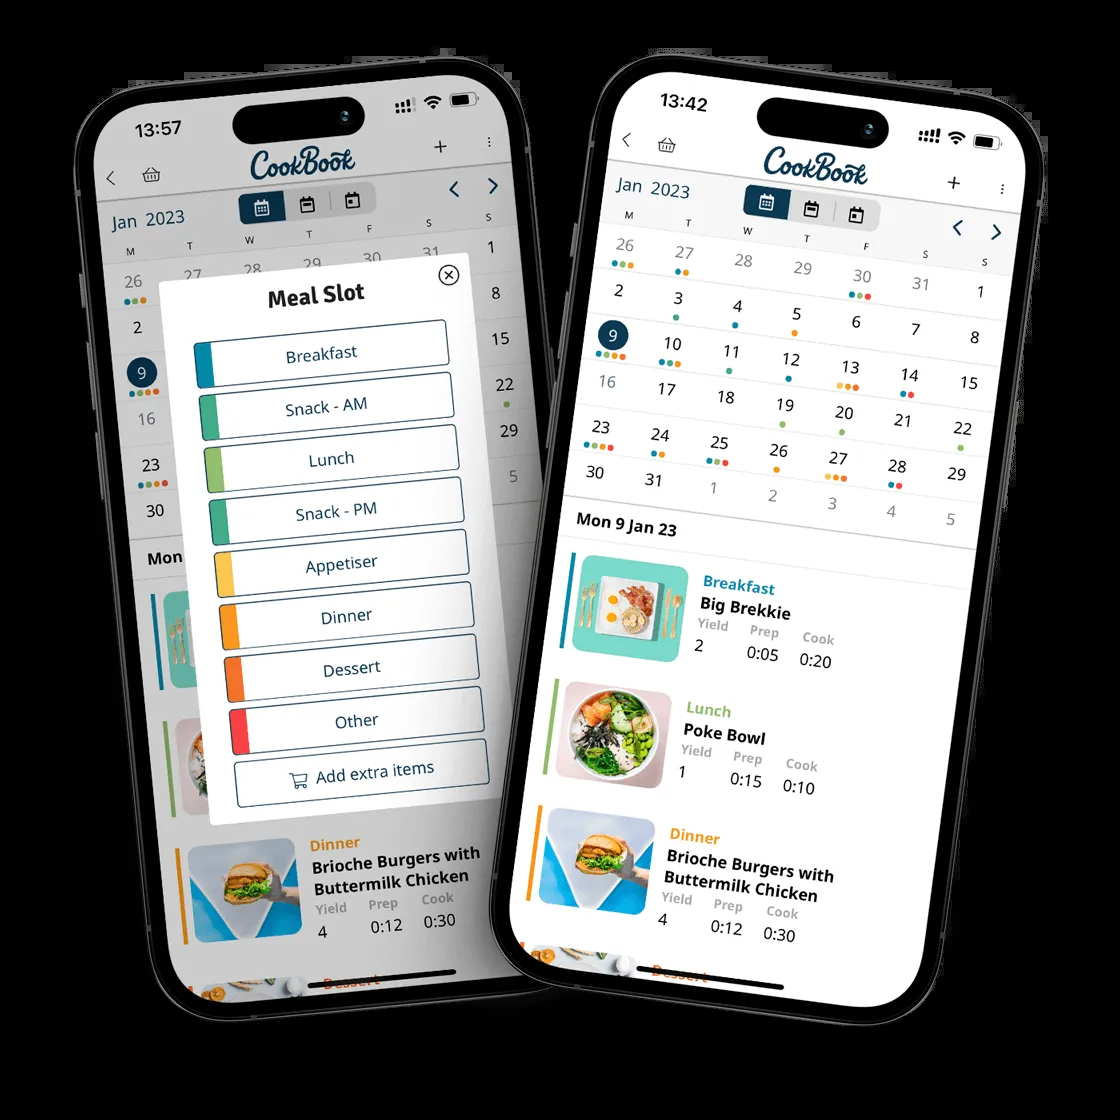 13:57
CookBook
Jan 2023
M T W T F S S
26 27 28 29 30 31 1
2 8
9 15
16 22
23 29
30 5
Meal Slot
Breakfast
Snack - AM
Lunch
Snack - PM
Appetiser
Dinner
Dessert
Other
Add extra items
Mon
Dinner
Brioche Burgers with
Buttermilk Chicken
Yield Prep Cook
4 0:12 0:30
Dessert
13:42
CookBook
Jan 2023
M T W T F S S
26 27 28 29 30 31 1
2 3 4 5 6 7 8
9 10 11 12 13 14 15
16 17 18 19 20 21 22
23 24 25 26 27 28 29
30 31 1 2 3 4 5
Mon 9 Jan 23
Breakfast
Big Brekkie
Yield Prep Cook
2 0:05 0:20
Lunch
Poke Bowl
Yield Prep Cook
1 0:15 0:10
Dinner
Brioche Burgers with
Buttermilk Chicken
Yield Prep Cook
4 0:12 0:30
Dessert